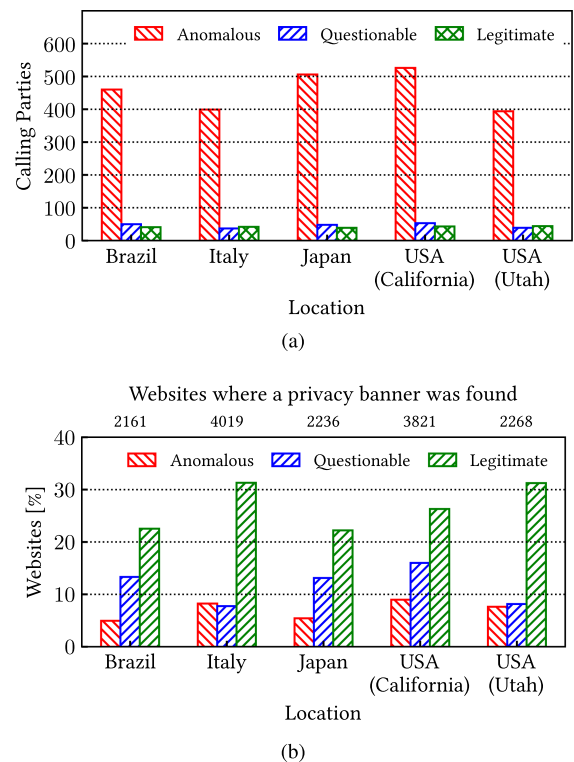 Anomalous Questionable Legitimate
600
500
400
300
200
100
0
Calling Parties
Brazil Italy Japan USA (California) USA (Utah)
Location
(a)
Websites where a privacy banner was found
2161 4019 2236 3821 2268
Anomalous Questionable Legitimate
40
30
20
10
0
Websites [%]
Brazil Italy Japan USA (California) USA (Utah)
Location
(b)